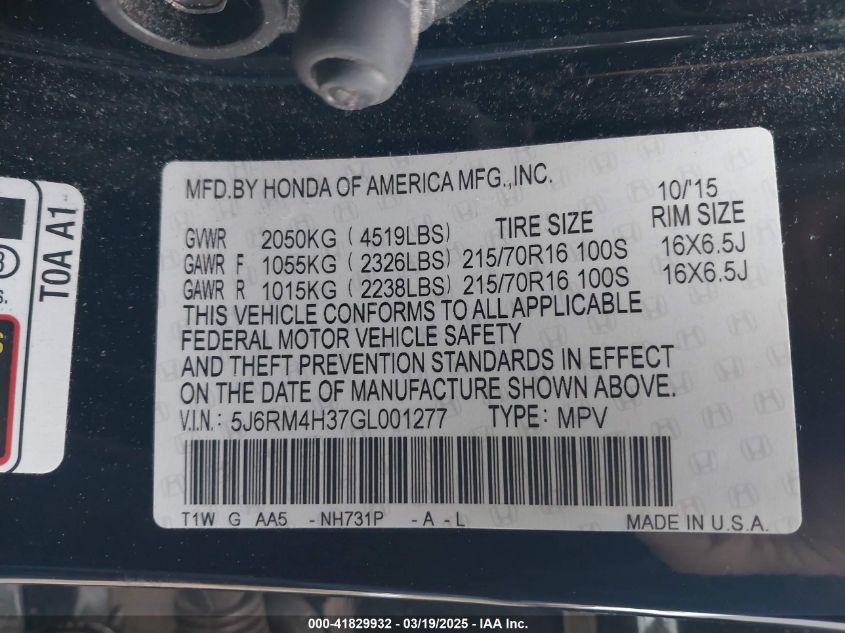 MFD.BY HONDA OF AMERICA MFG.,INC. 10/'15
TIRE SIZE RIM SIZE
GVWR 2050KG (4519LBS)
GAWR F 1055KG (2326LBS) 215/70R16 100S 16X6.5J
GAWR R 1015KG (2238LBS) 215/70R16 100S 16X6.5J
THIS VEHICLE CONFORMS TO ALL APPLICABLE
FEDERAL MOTOR VEHICLE SAFETY
AND THEFT PREVENTION STANDARDS IN EFFECT
ON THE DATE OF MANUFACTURE SHOWN ABOVE.
V.I.N.: 5J6RM4H37GL001277 TYPE: MPV
T1W G AA5 -NH731P -A-L MADE IN U.S.A.
T0A A1
000-41829932 / 03/19/2025 - IAA Inc.